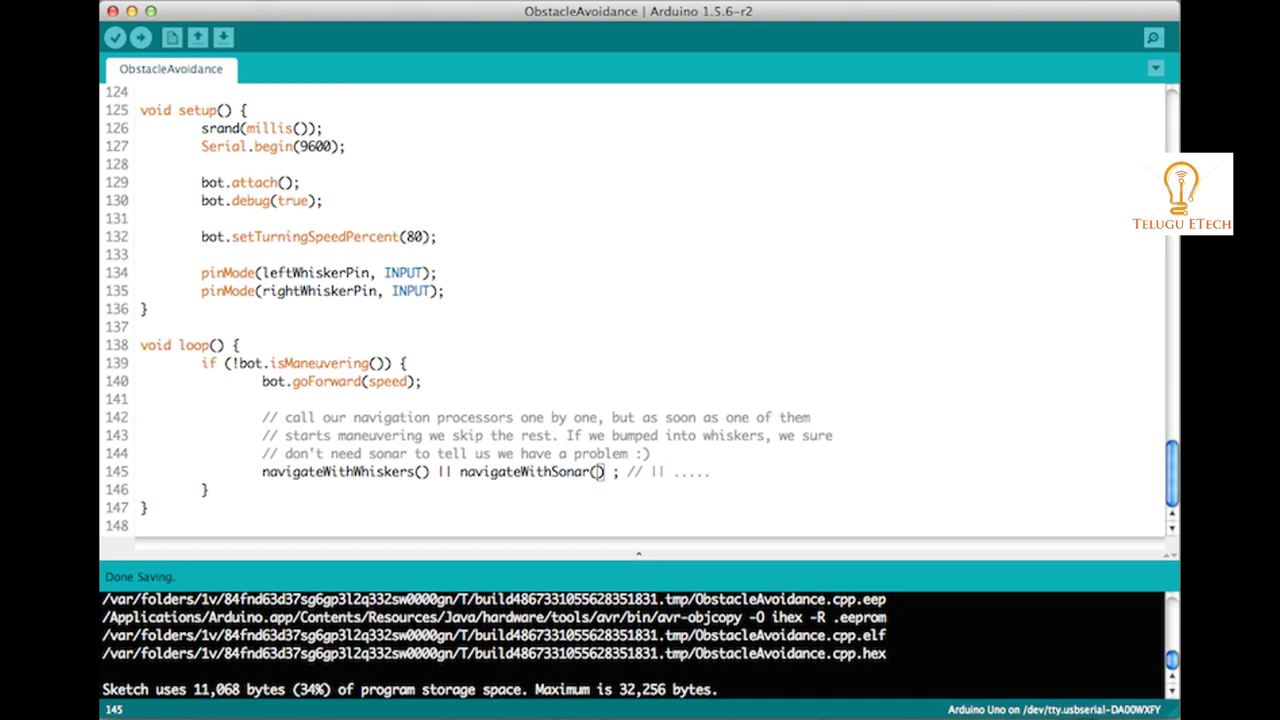 ObstacleAvoidance | Arduino 1.5.6-r2
ObstacleAvoidance
124
125 void setup() {
126 srand(millis());
127 Serial.begin(9600);
128
129 bot.attach();
130 bot.debug(true);
131
132 bot.setTurningSpeedPercent(80);
133
134 pinMode(leftWhiskerPin, INPUT);
135 pinMode(rightWhiskerPin, INPUT);
136 }
137
138 void loop() {
139 if (!bot.isManeuvering()) {
140 bot.goForward(speed);
141
142 // call our navigation processors one by one, but as soon as one of them
143 // starts maneuvering we skip the rest. If we bumped into whiskers, we sure
144 // don't need sonar to tell us we have a problem :)
145 navigateWithWhiskers() || navigateWithSonar() ; // || .....
146 }
147 }
148
TELUGU ETECH
Done Saving.
/var/folders/1v/84fnd63d37sg6gp3l2q332sw0000gn/T/build4867331055628351831.tmp/ObstacleAvoidance.cpp.eep
/Applications/Arduino.app/Contents/Resources/Java/hardware/tools/avr/bin/avr-objcopy -O ihex -R .eeprom
/var/folders/1v/84fnd63d37sg6gp3l2q332sw0000gn/T/build4867331055628351831.tmp/ObstacleAvoidance.cpp.elf
/var/folders/1v/84fnd63d37sg6gp3l2q332sw0000gn/T/build4867331055628351831.tmp/ObstacleAvoidance.cpp.hex
Sketch uses 11,068 bytes (34%) of program storage space. Maximum is 32,256 bytes.
145 Arduino Uno on /dev/tty.usbserial-DA00WXFY